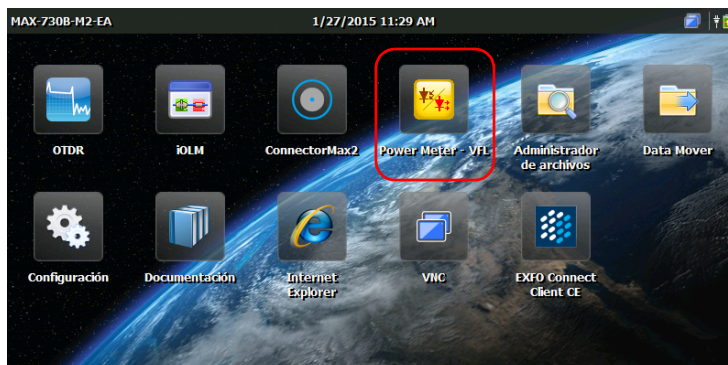 MAX-730B-M2-EA
1/27/2015 11:29 AM
OTDR
iOLM
ConnectorMax2
Power Meter - VFL
Administrador
de archivos
Data Mover
Configuración
Documentación
Internet
Explorer
VNC
EXFO Connect
Client CE